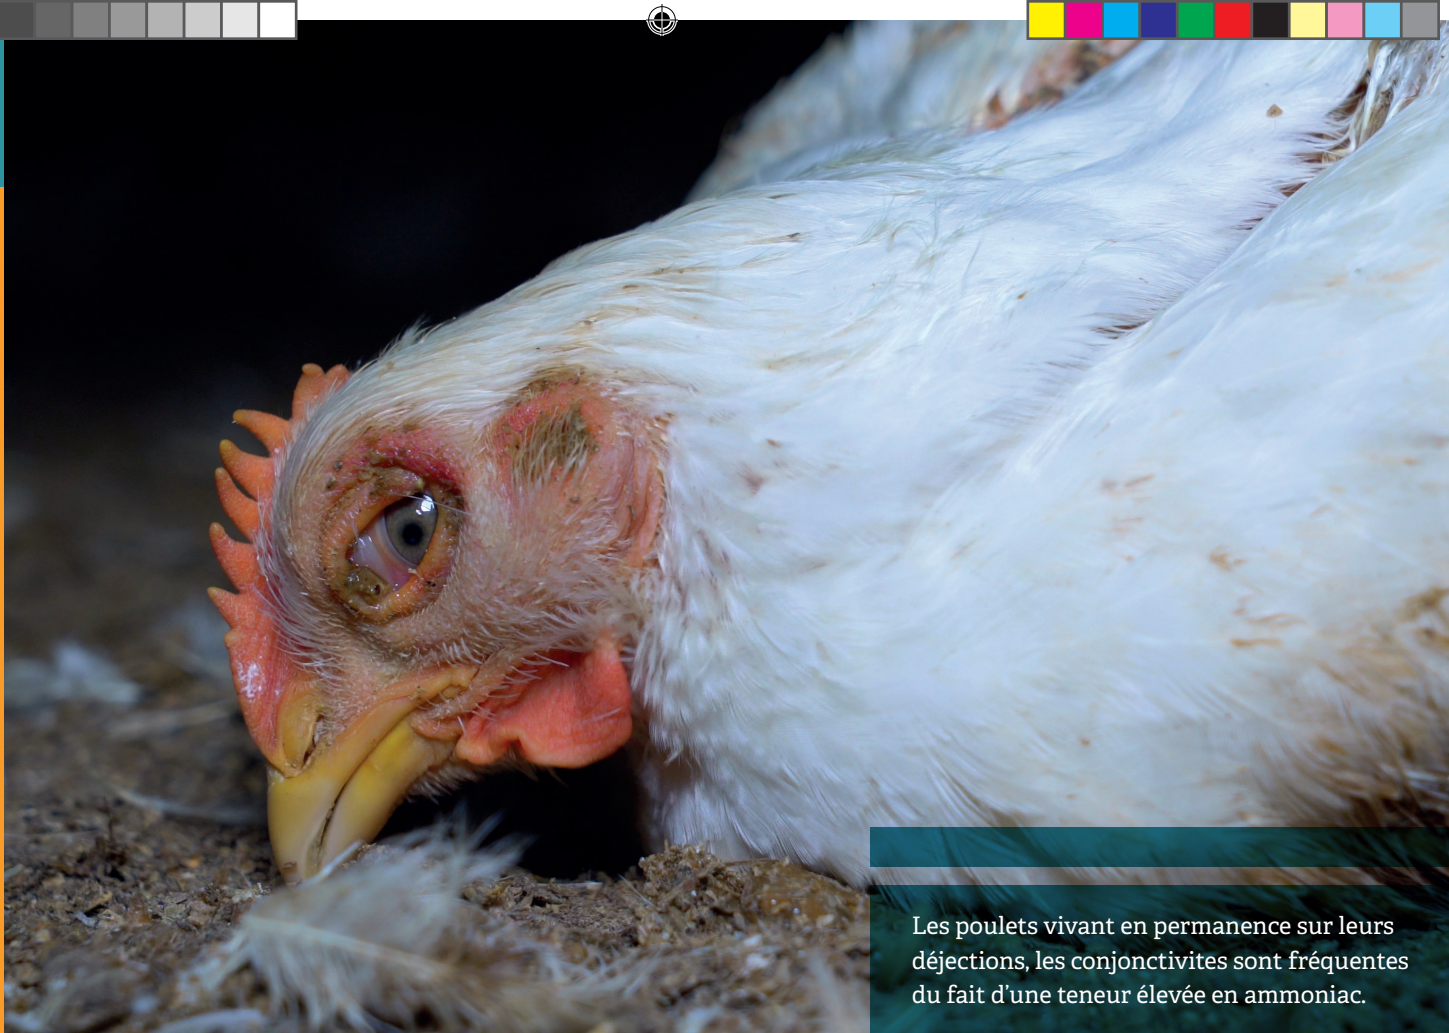 Les poulets vivant en permanence sur leurs
déjections, les conjonctivites sont fréquentes
du fait d’une teneur élevée en ammoniac.